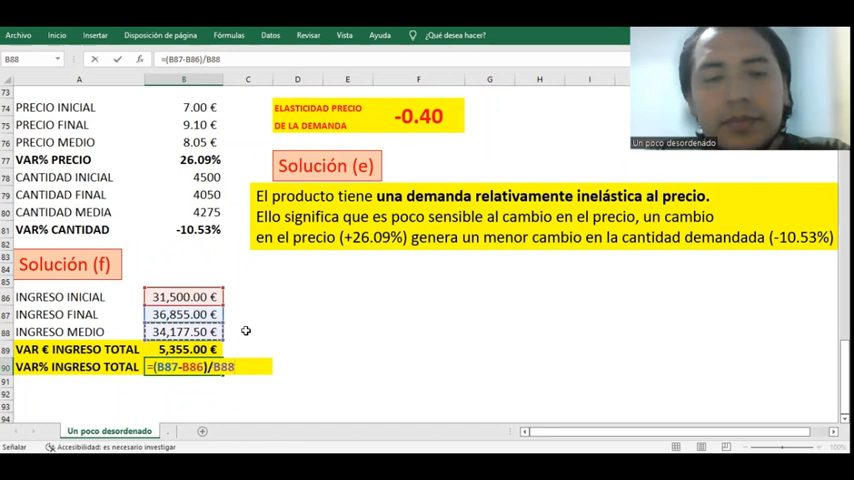 Archivo Inicio Insertar Disposición de página Fórmulas Datos Revisar Vista Ayuda ¿Qué desea hacer?
B88 =(B87-B86)/B88
A B C D E F G H I
73
74 PRECIO INICIAL 7.00 € ELASTICIDAD PRECIO
75 PRECIO FINAL 9.10 € DE LA DEMANDA -0.40
76 PRECIO MEDIO 8.05 €
77 VAR% PRECIO 26.09% Solución (e)
78 CANTIDAD INICIAL 4500
79 CANTIDAD FINAL 4050 El producto tiene una demanda relativamente inelástica al precio.
80 CANTIDAD MEDIA 4275 Ello significa que es poco sensible al cambio en el precio, un cambio
81 VAR% CANTIDAD -10.53% en el precio (+26.09%) genera un menor cambio en la cantidad demandada (-10.53%)
82
83
84 Solución (f)
85
86 INGRESO INICIAL 31,500.00 €
87 INGRESO FINAL 36,855.00 €
88 INGRESO MEDIO 34,177.50 €
89 VAR € INGRESO TOTAL 5,355.00 €
90 VAR% INGRESO TOTAL =(B87-B86)/B88
91
92
93
94
Un poco desordenado
Un poco desordenado
Señalar Accesibilidad: es necesario investigar